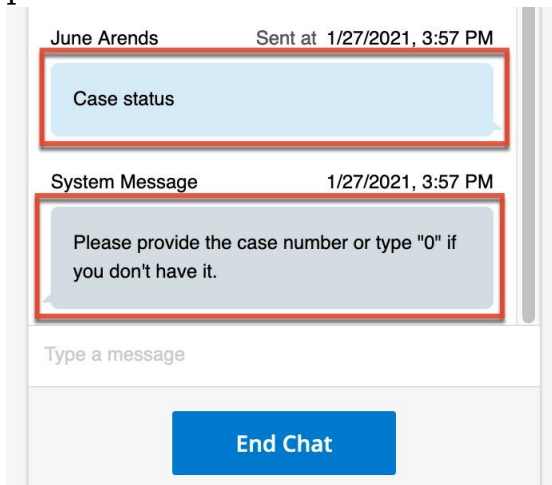 June Arends Sent at 1/27/2021, 3:57 PM
Case status
System Message 1/27/2021, 3:57 PM
Please provide the case number or type "0" if
you don't have it.
Type a message
End Chat